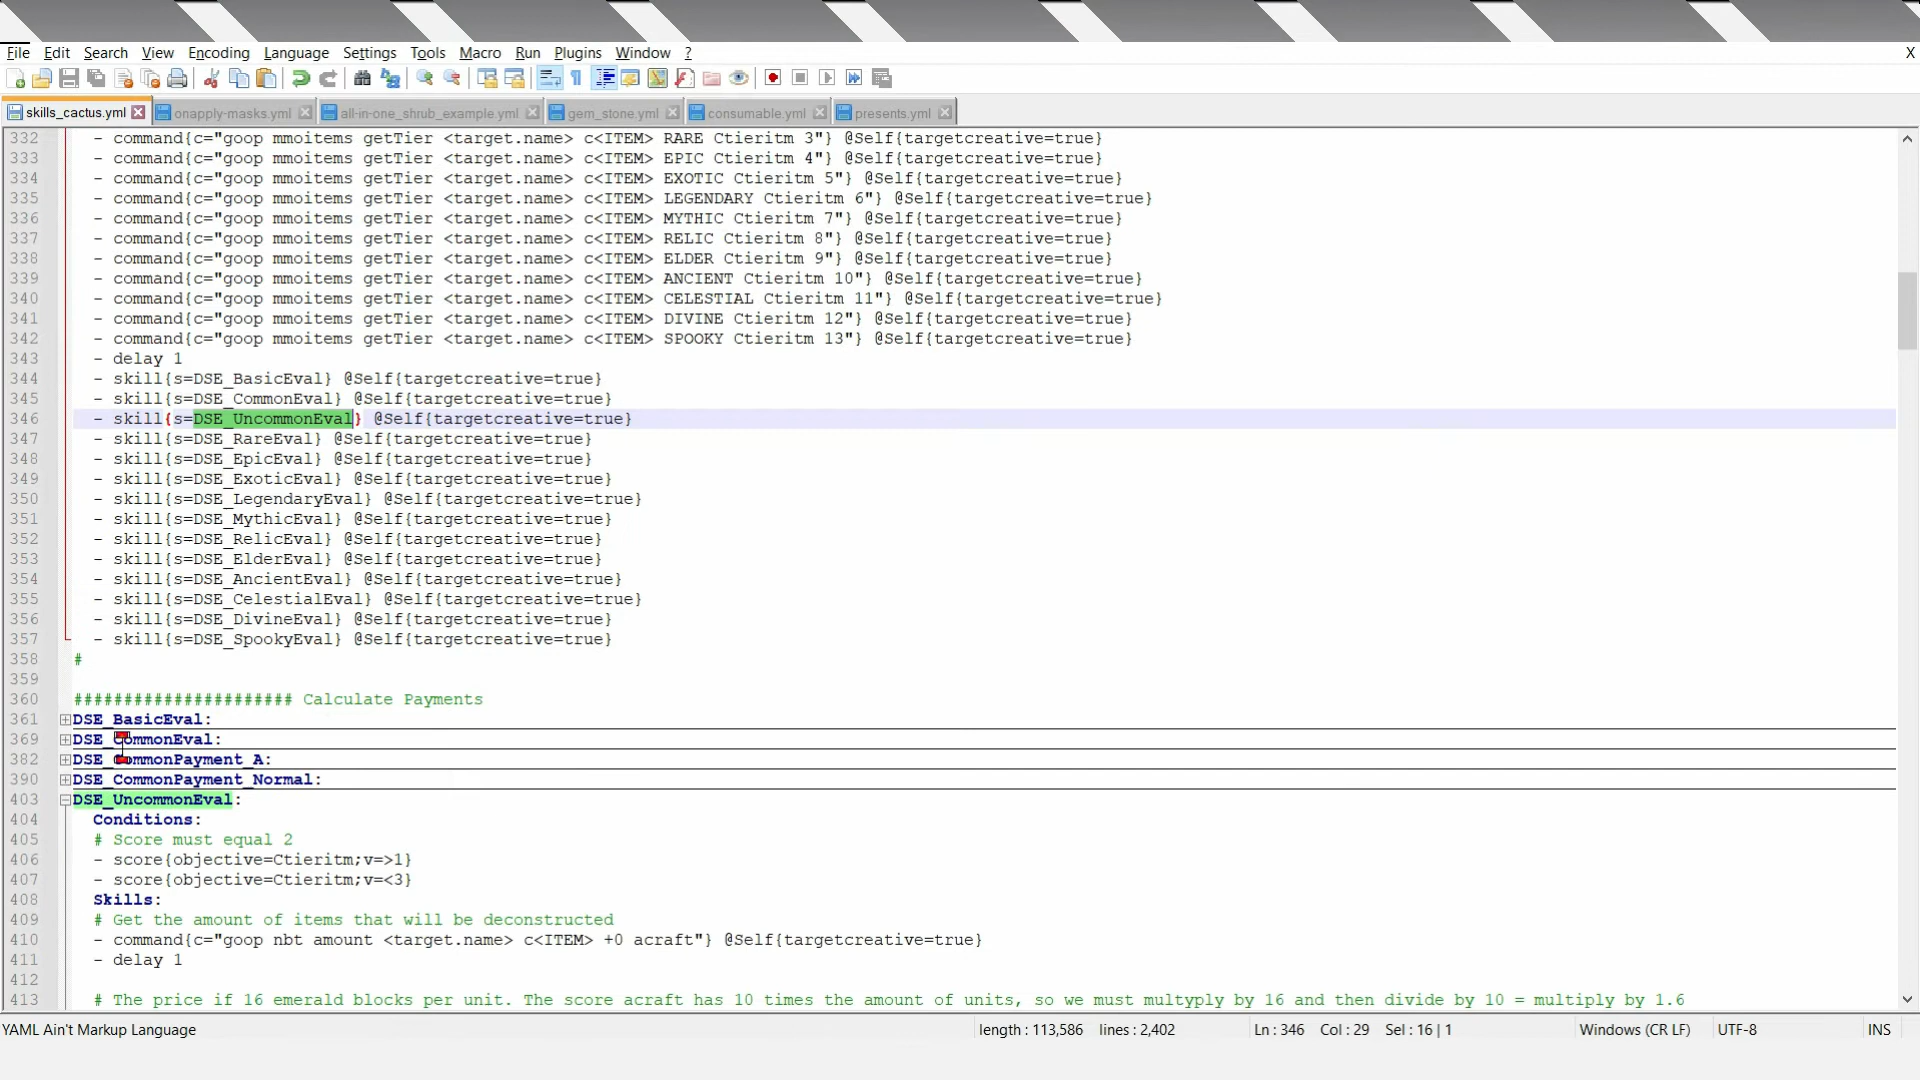 File Edit Search View Encoding Language Settings Tools Macro Run Plugins Window ? X
skills_cactus.yml onapply-masks.yml all-in-one_shrub_example.yml gem_stone.yml consumable.yml presents.yml
332 - command{c="goop mmoitems getTier <target.name> c<ITEM> RARE Ctieritm 3"} @Self{targetcreative=true}
333 - command{c="goop mmoitems getTier <target.name> c<ITEM> EPIC Ctieritm 4"} @Self{targetcreative=true}
334 - command{c="goop mmoitems getTier <target.name> c<ITEM> EXOTIC Ctieritm 5"} @Self{targetcreative=true}
335 - command{c="goop mmoitems getTier <target.name> c<ITEM> LEGENDARY Ctieritm 6"} @Self{targetcreative=true}
336 - command{c="goop mmoitems getTier <target.name> c<ITEM> MYTHIC Ctieritm 7"} @Self{targetcreative=true}
337 - command{c="goop mmoitems getTier <target.name> c<ITEM> RELIC Ctieritm 8"} @Self{targetcreative=true}
338 - command{c="goop mmoitems getTier <target.name> c<ITEM> ELDER Ctieritm 9"} @Self{targetcreative=true}
339 - command{c="goop mmoitems getTier <target.name> c<ITEM> ANCIENT Ctieritm 10"} @Self{targetcreative=true}
340 - command{c="goop mmoitems getTier <target.name> c<ITEM> CELESTIAL Ctieritm 11"} @Self{targetcreative=true}
341 - command{c="goop mmoitems getTier <target.name> c<ITEM> DIVINE Ctieritm 12"} @Self{targetcreative=true}
342 - command{c="goop mmoitems getTier <target.name> c<ITEM> SPOOKY Ctieritm 13"} @Self{targetcreative=true}
343 - delay 1
344 - skill{s=DSE_BasicEval} @Self{targetcreative=true}
345 - skill{s=DSE_CommonEval} @Self{targetcreative=true}
346 - skill{s=DSE_UncommonEval} @Self{targetcreative=true}
347 - skill{s=DSE_RareEval} @Self{targetcreative=true}
348 - skill{s=DSE_EpicEval} @Self{targetcreative=true}
349 - skill{s=DSE_ExoticEval} @Self{targetcreative=true}
350 - skill{s=DSE_LegendaryEval} @Self{targetcreative=true}
351 - skill{s=DSE_MythicEval} @Self{targetcreative=true}
352 - skill{s=DSE_RelicEval} @Self{targetcreative=true}
353 - skill{s=DSE_ElderEval} @Self{targetcreative=true}
354 - skill{s=DSE_AncientEval} @Self{targetcreative=true}
355 - skill{s=DSE_CelestialEval} @Self{targetcreative=true}
356 - skill{s=DSE_DivineEval} @Self{targetcreative=true}
357 - skill{s=DSE_SpookyEval} @Self{targetcreative=true}
358 #
359
360 ###################### Calculate Payments
361 DSE_BasicEval:
369 DSE_CommonEval:
382 DSE_CommonPayment_A:
390 DSE_CommonPayment_Normal:
403 DSE_UncommonEval:
404 Conditions:
405 # Score must equal 2
406 - score{objective=Ctieritm;v=>1}
407 - score{objective=Ctieritm;v=<3}
408 Skills:
409 # Get the amount of items that will be deconstructed
410 - command{c="goop nbt amount <target.name> c<ITEM> +0 acraft"} @Self{targetcreative=true}
411 - delay 1
412
413 # The price if 16 emerald blocks per unit. The score acraft has 10 times the amount of units, so we must multyply by 16 and then divide by 10 = multiply by 1.6
YAML Ain't Markup Language length : 113,586 lines : 2,402 Ln : 346 Col : 29 Sel : 16 | 1 Windows (CR LF) UTF-8 INS